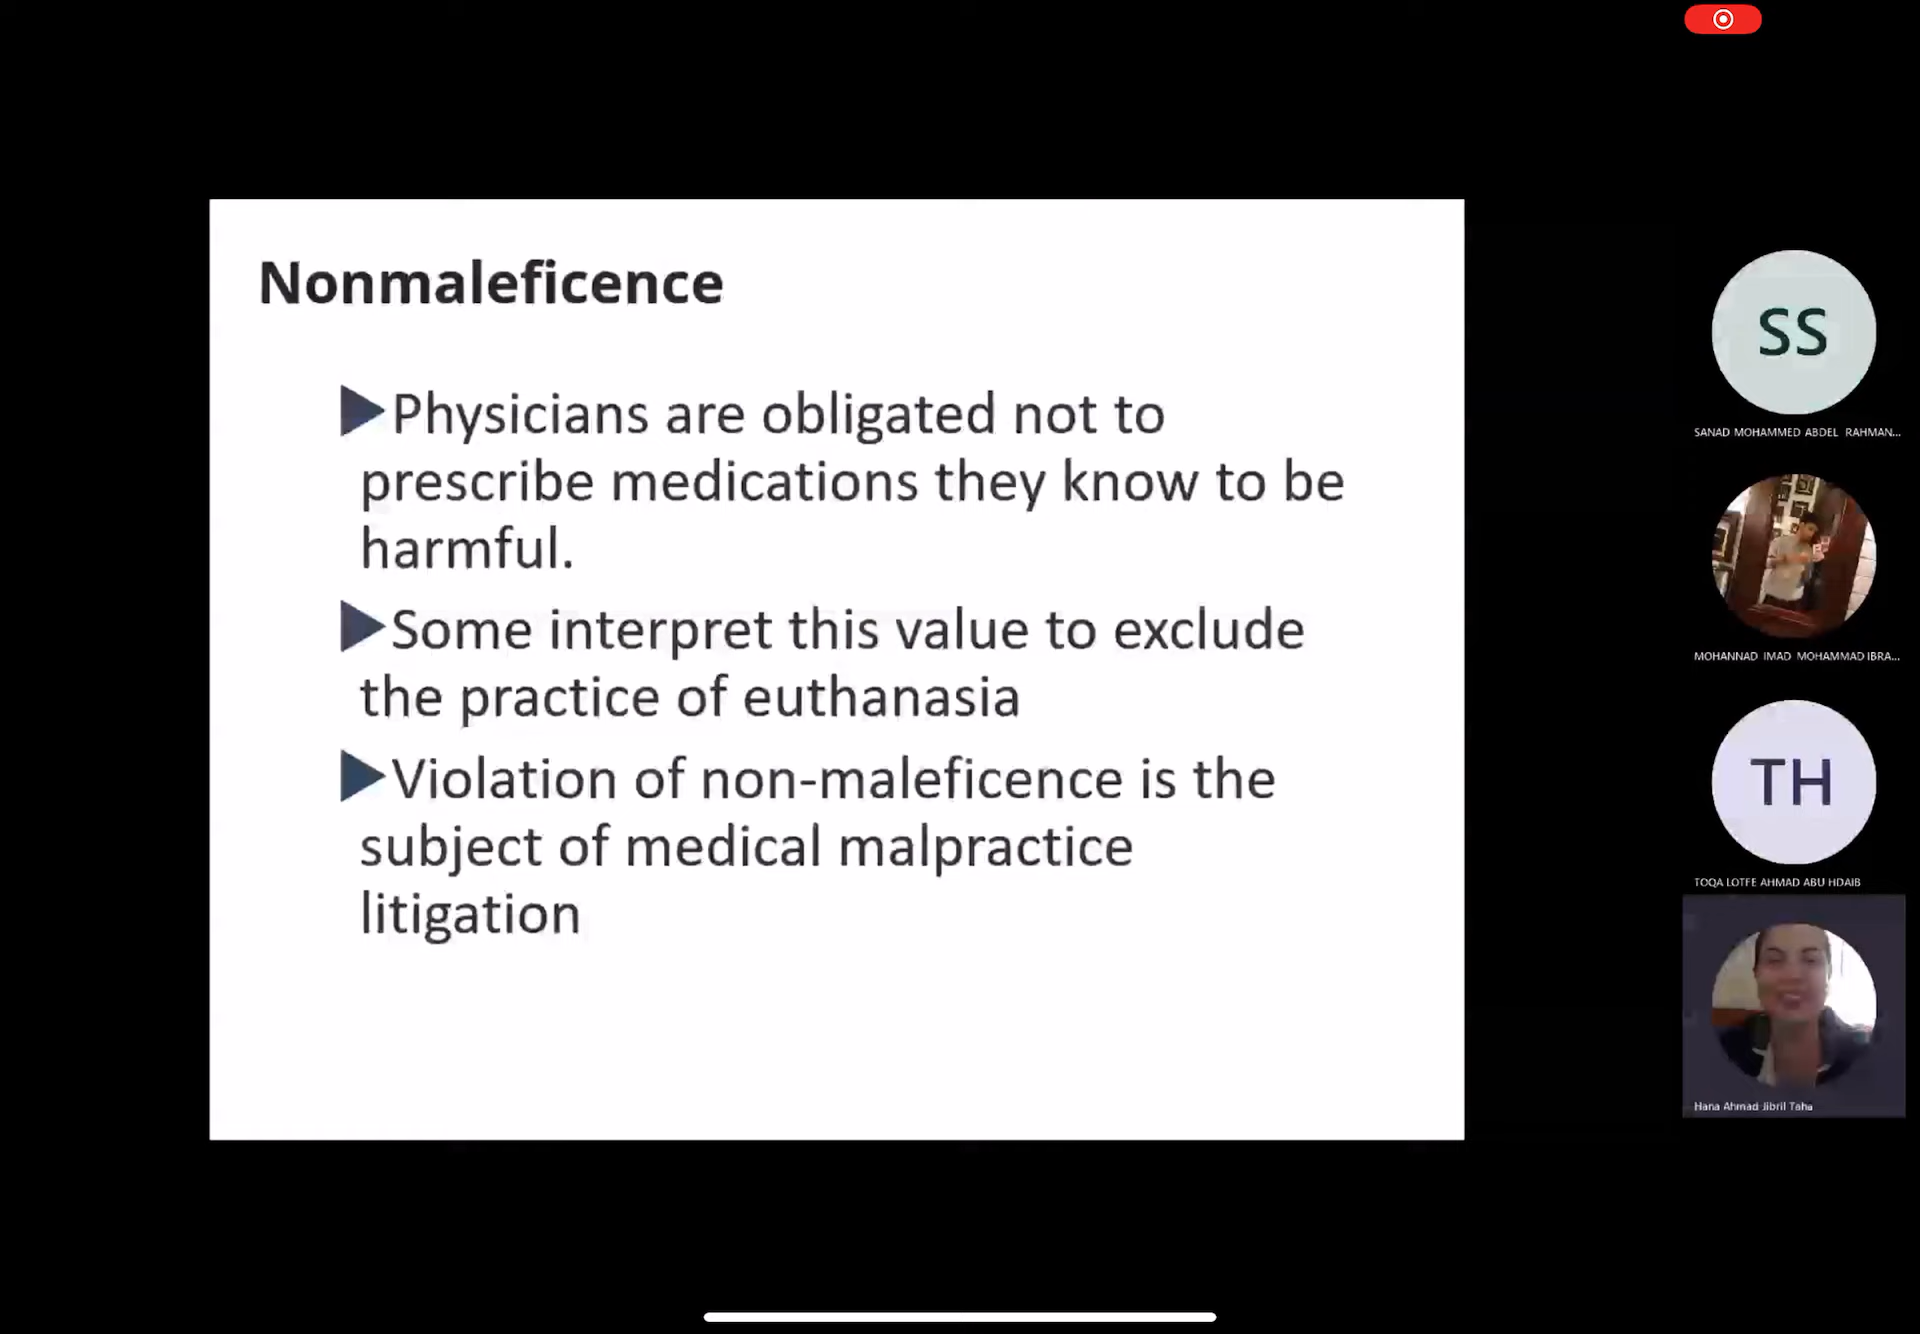 Nonmaleficence
Physicians are obligated not to
prescribe medications they know to be
harmful.
Some interpret this value to exclude
the practice of euthanasia
Violation of non-maleficence is the
subject of medical malpractice
litigation
SS
SANAD MOHAMMED ABDEL RAHMAN...
MOHANNAD IMAD MOHAMMAD IBRA...
TH
TOQA LOTFE AHMAD ABU HDAIB
Hana Ahmad Jibril Taha